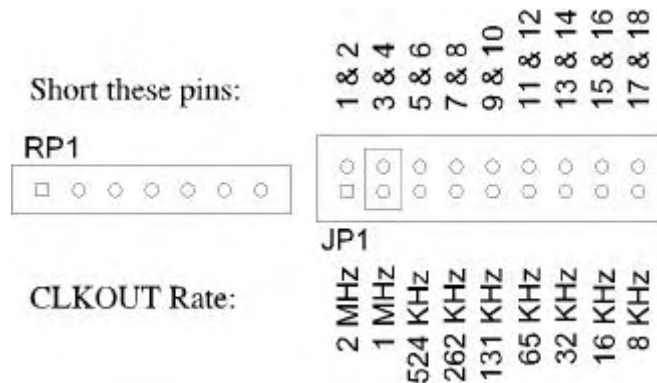 Short these pins:
1 & 2
3 & 4
5 & 6
7 & 8
9 & 10
11 & 12
13 & 14
15 & 16
17 & 18
RP1
JP1
CLKOUT Rate:
2 MHz
1 MHz
524 KHz
262 KHz
131 KHz
65 KHz
32 KHz
16 KHz
8 KHz